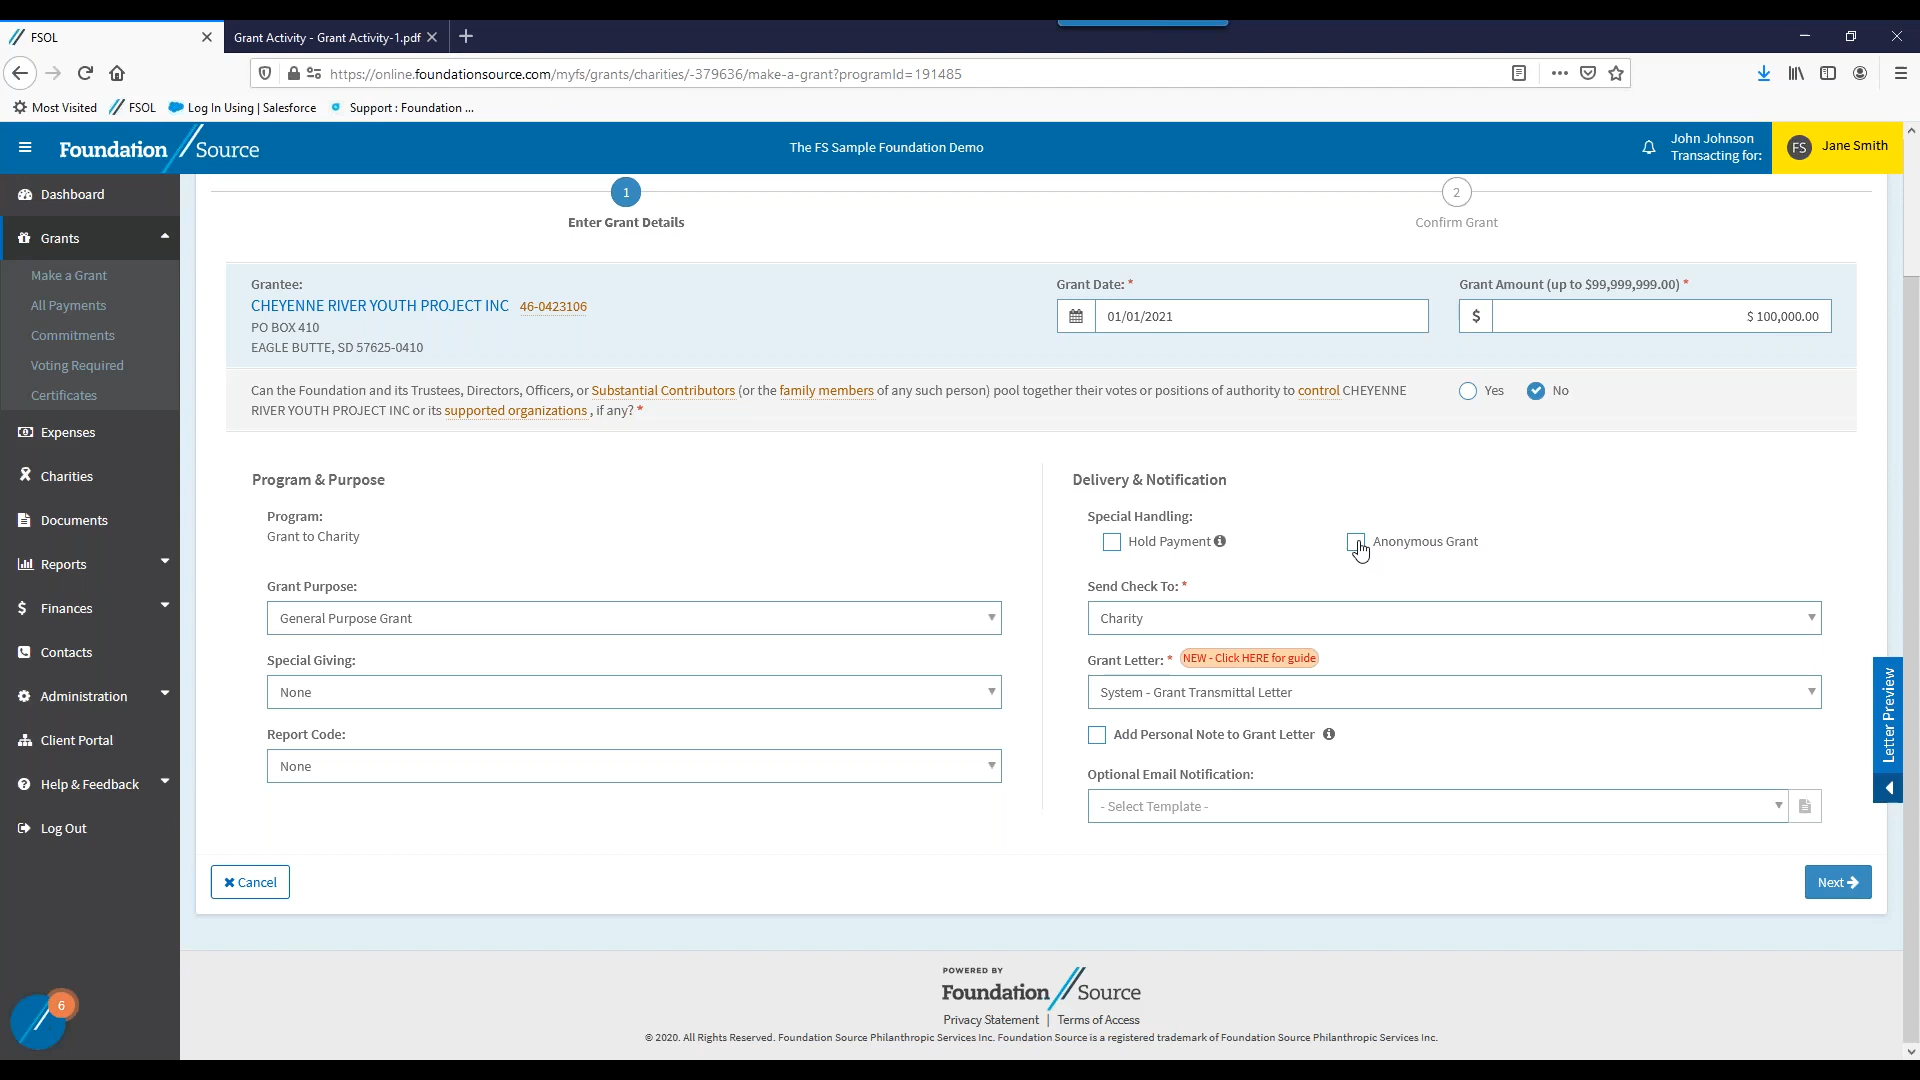 FSOL
Grant Activity - Grant Activity-1.pdf
https://online.foundationsource.com/myfs/grants/charities/-379636/make-a-grant?programId=191485
Most Visited
FSOL
Log In Using | Salesforce
Support : Foundation ...
Foundation Source
The FS Sample Foundation Demo
John Johnson
Transacting for:
FS
Jane Smith
Dashboard
Grants
Make a Grant
All Payments
Commitments
Voting Required
Certificates
Expenses
Charities
Documents
Reports
Finances
Contacts
Administration
Client Portal
Help & Feedback
Log Out
6
1
Enter Grant Details
2
Confirm Grant
Grantee:
CHEYENNE RIVER YOUTH PROJECT INC 46-0423106
PO BOX 410
EAGLE BUTTE, SD 57625-0410
Grant Date: *
01/01/2021
Grant Amount (up to $99,999,999.00) *
$
$ 100,000.00
Can the Foundation and its Trustees, Directors, Officers, or Substantial Contributors (or the family members of any such person) pool together their votes or positions of authority to control CHEYENNE
RIVER YOUTH PROJECT INC or its supported organizations , if any? *
Yes
No
Program & Purpose
Program:
Grant to Charity
Grant Purpose:
General Purpose Grant
Special Giving:
None
Report Code:
None
Delivery & Notification
Special Handling:
Hold Payment
Anonymous Grant
Send Check To: *
Charity
Grant Letter: * NEW - Click HERE for guide
System - Grant Transmittal Letter
Add Personal Note to Grant Letter
Optional Email Notification:
- Select Template -
Letter Preview
Cancel
Next
POWERED BY
Foundation Source
Privacy Statement | Terms of Access
© 2020. All Rights Reserved. Foundation Source Philanthropic Services Inc. Foundation Source is a registered trademark of Foundation Source Philanthropic Services Inc.